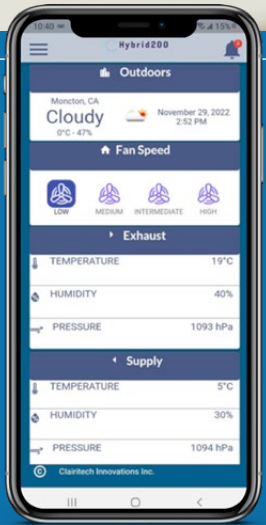 10:40
15%
Hybrid200
Outdoors
Moncton, CA
Cloudy
0°C - 47%
November 29, 2022
2:52 PM
Fan Speed
LOW
MEDIUM
INTERMEDIATE
HIGH
Exhaust
TEMPERATURE 19°C
HUMIDITY 40%
PRESSURE 1093 hPa
Supply
TEMPERATURE 5°C
HUMIDITY 30%
PRESSURE 1094 hPa
© Clairitech Innovations Inc.